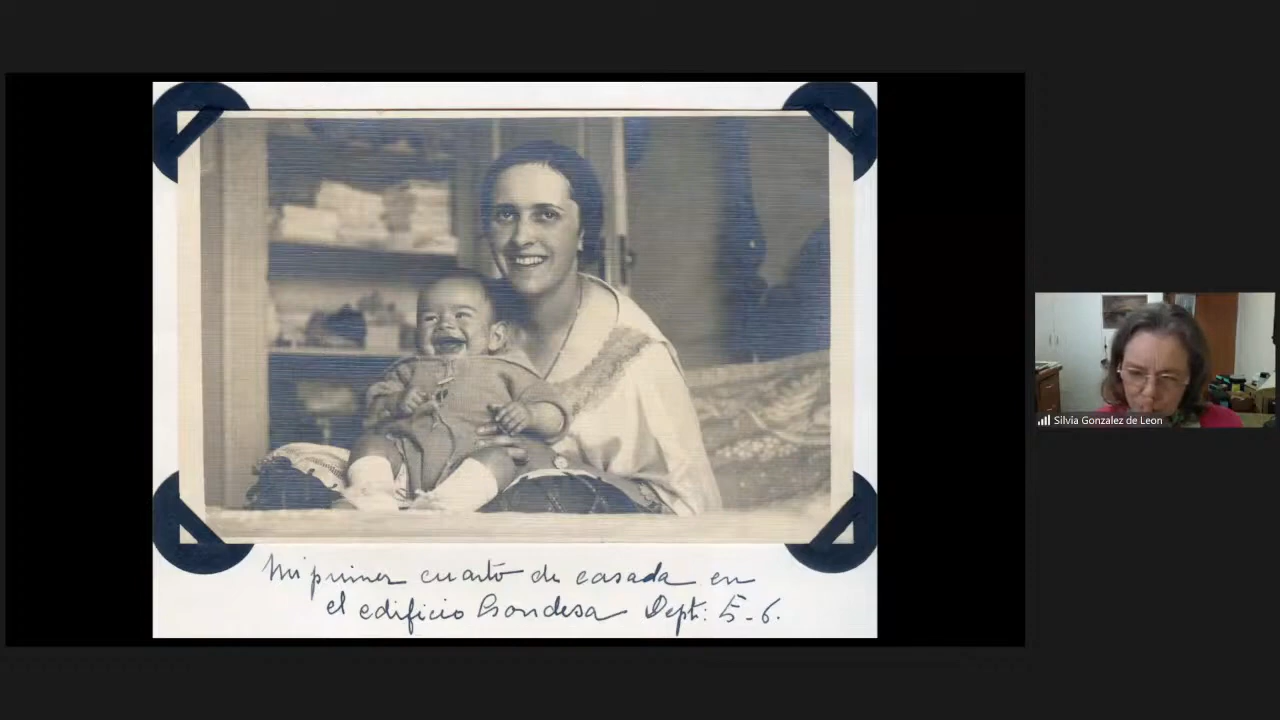 Mi primer cuarto de casada en
el edificio Condesa Dept: 5-6.
Silvia Gonzalez de Leon